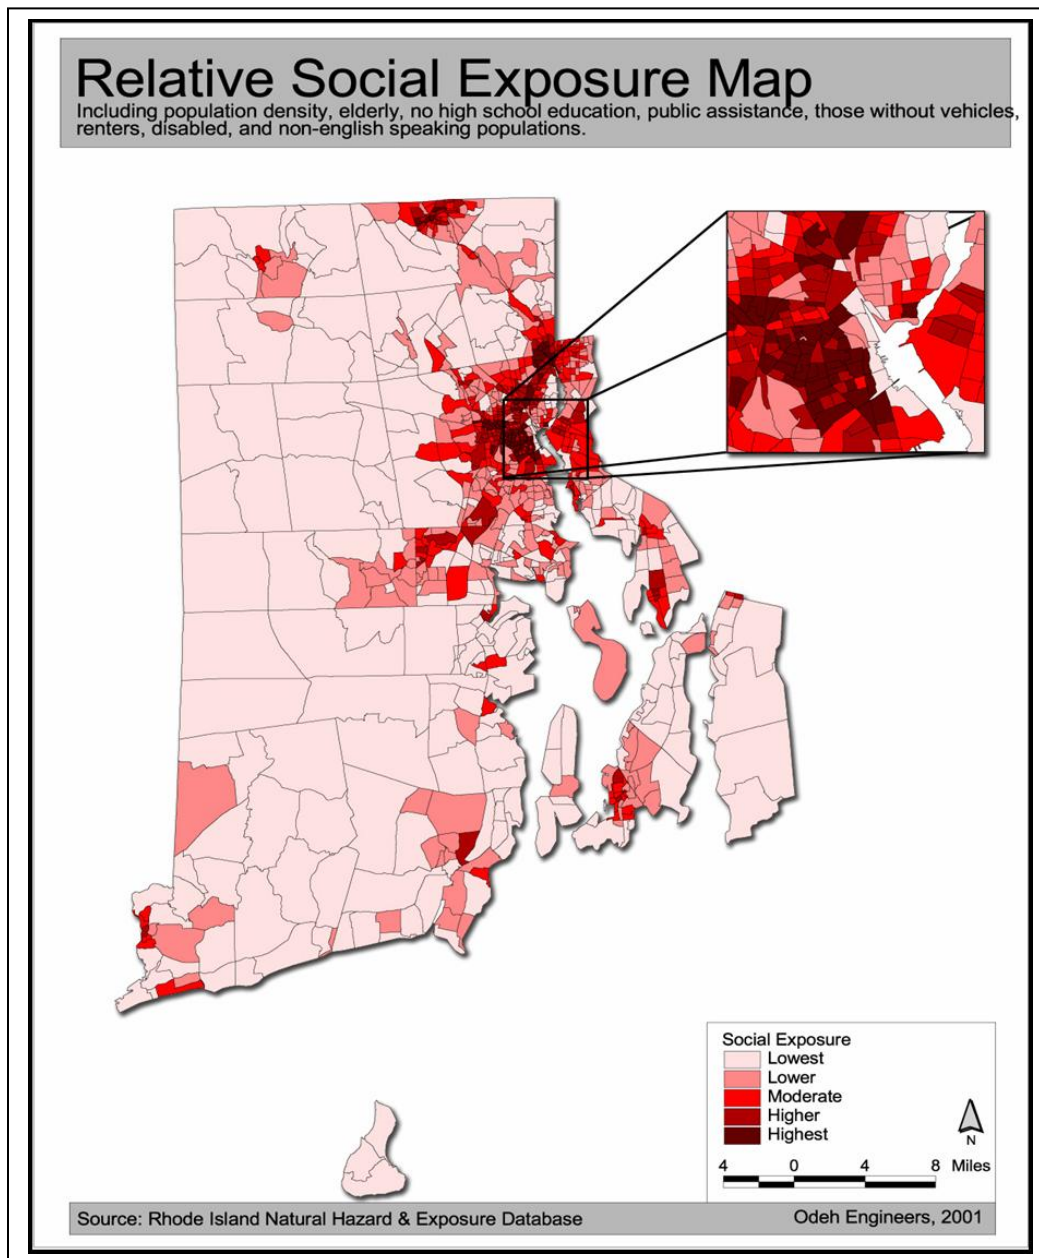 Relative Social Exposure Map
Including population density, elderly, no high school education, public assistance, those without vehicles,
renters, disabled, and non-english speaking populations.
Social Exposure
Lowest
Lower
Moderate
Higher
Highest
N
4 0 4 8 Miles
Source: Rhode Island Natural Hazard & Exposure Database
Odeh Engineers, 2001